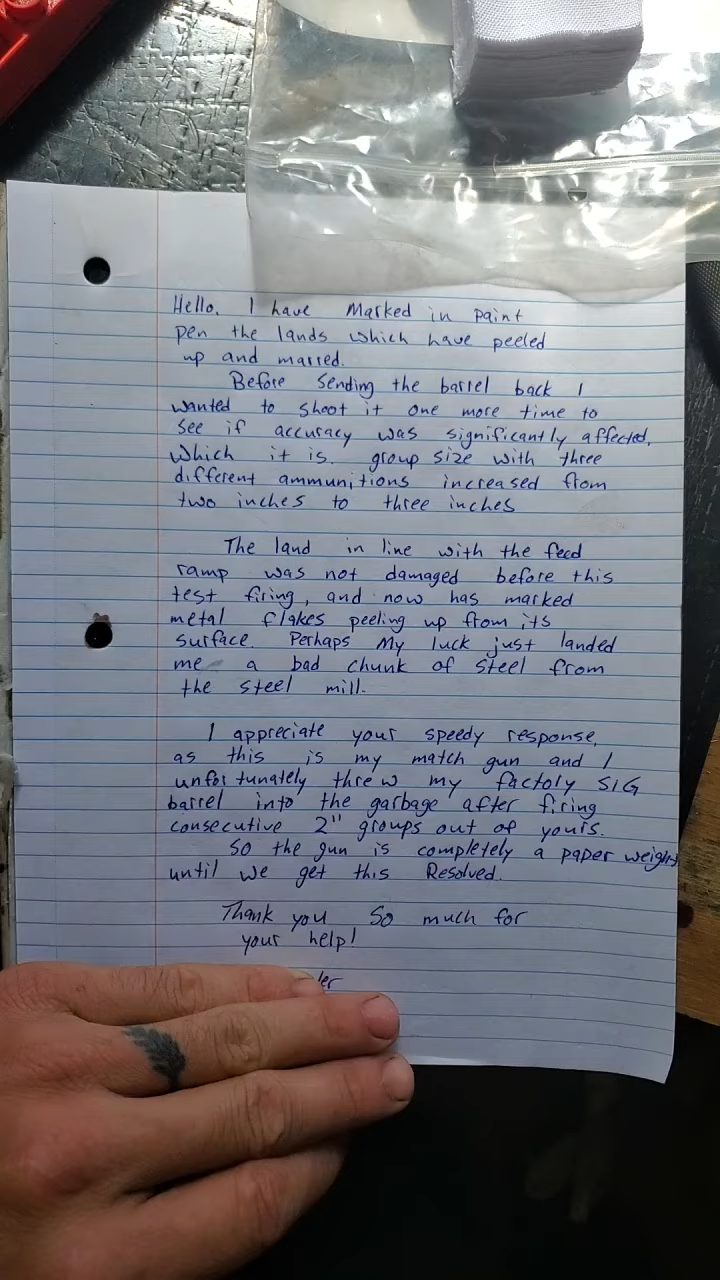 Hello. I have Marked in paint
pen the lands which have peeled
up and marred.
Before sending the barrel back I
wanted to shoot it one more time to
see if accuracy was significantly affected,
which it is. group size with three
different ammunitions increased from
two inches to three inches
The land in line with the feed
ramp was not damaged before this
test firing, and now has marked
metal flakes peeling up from its
surface. Perhaps My luck just landed
me a bad chunk of steel from
the steel mill.
I appreciate your speedy response,
as this is my match gun and I
unfortunately threw my factory SIG
barrel into the garbage after firing
consecutive 2" groups out of yours.
So the gun is completely a paper weight
until we get this Resolved.
Thank you So much for
your help!